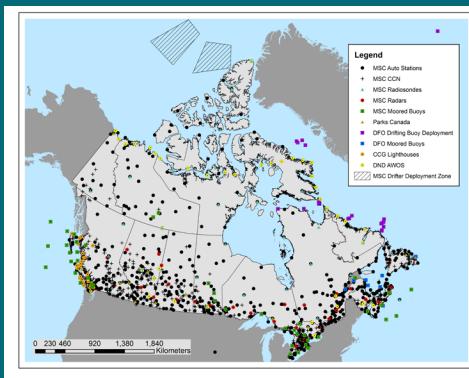 Legend
MSC Auto Stations
MSC CCN
MSC Radiosondes
MSC Radars
MSC Moored Buoys
Parks Canada
DFO Drifting Buoy Deployment
DFO Moored Buoys
CCG Lighthouses
DND AWOS
MSC Drifter Deployment Zone
0 230 460 920 1,380 1,840
Kilometers